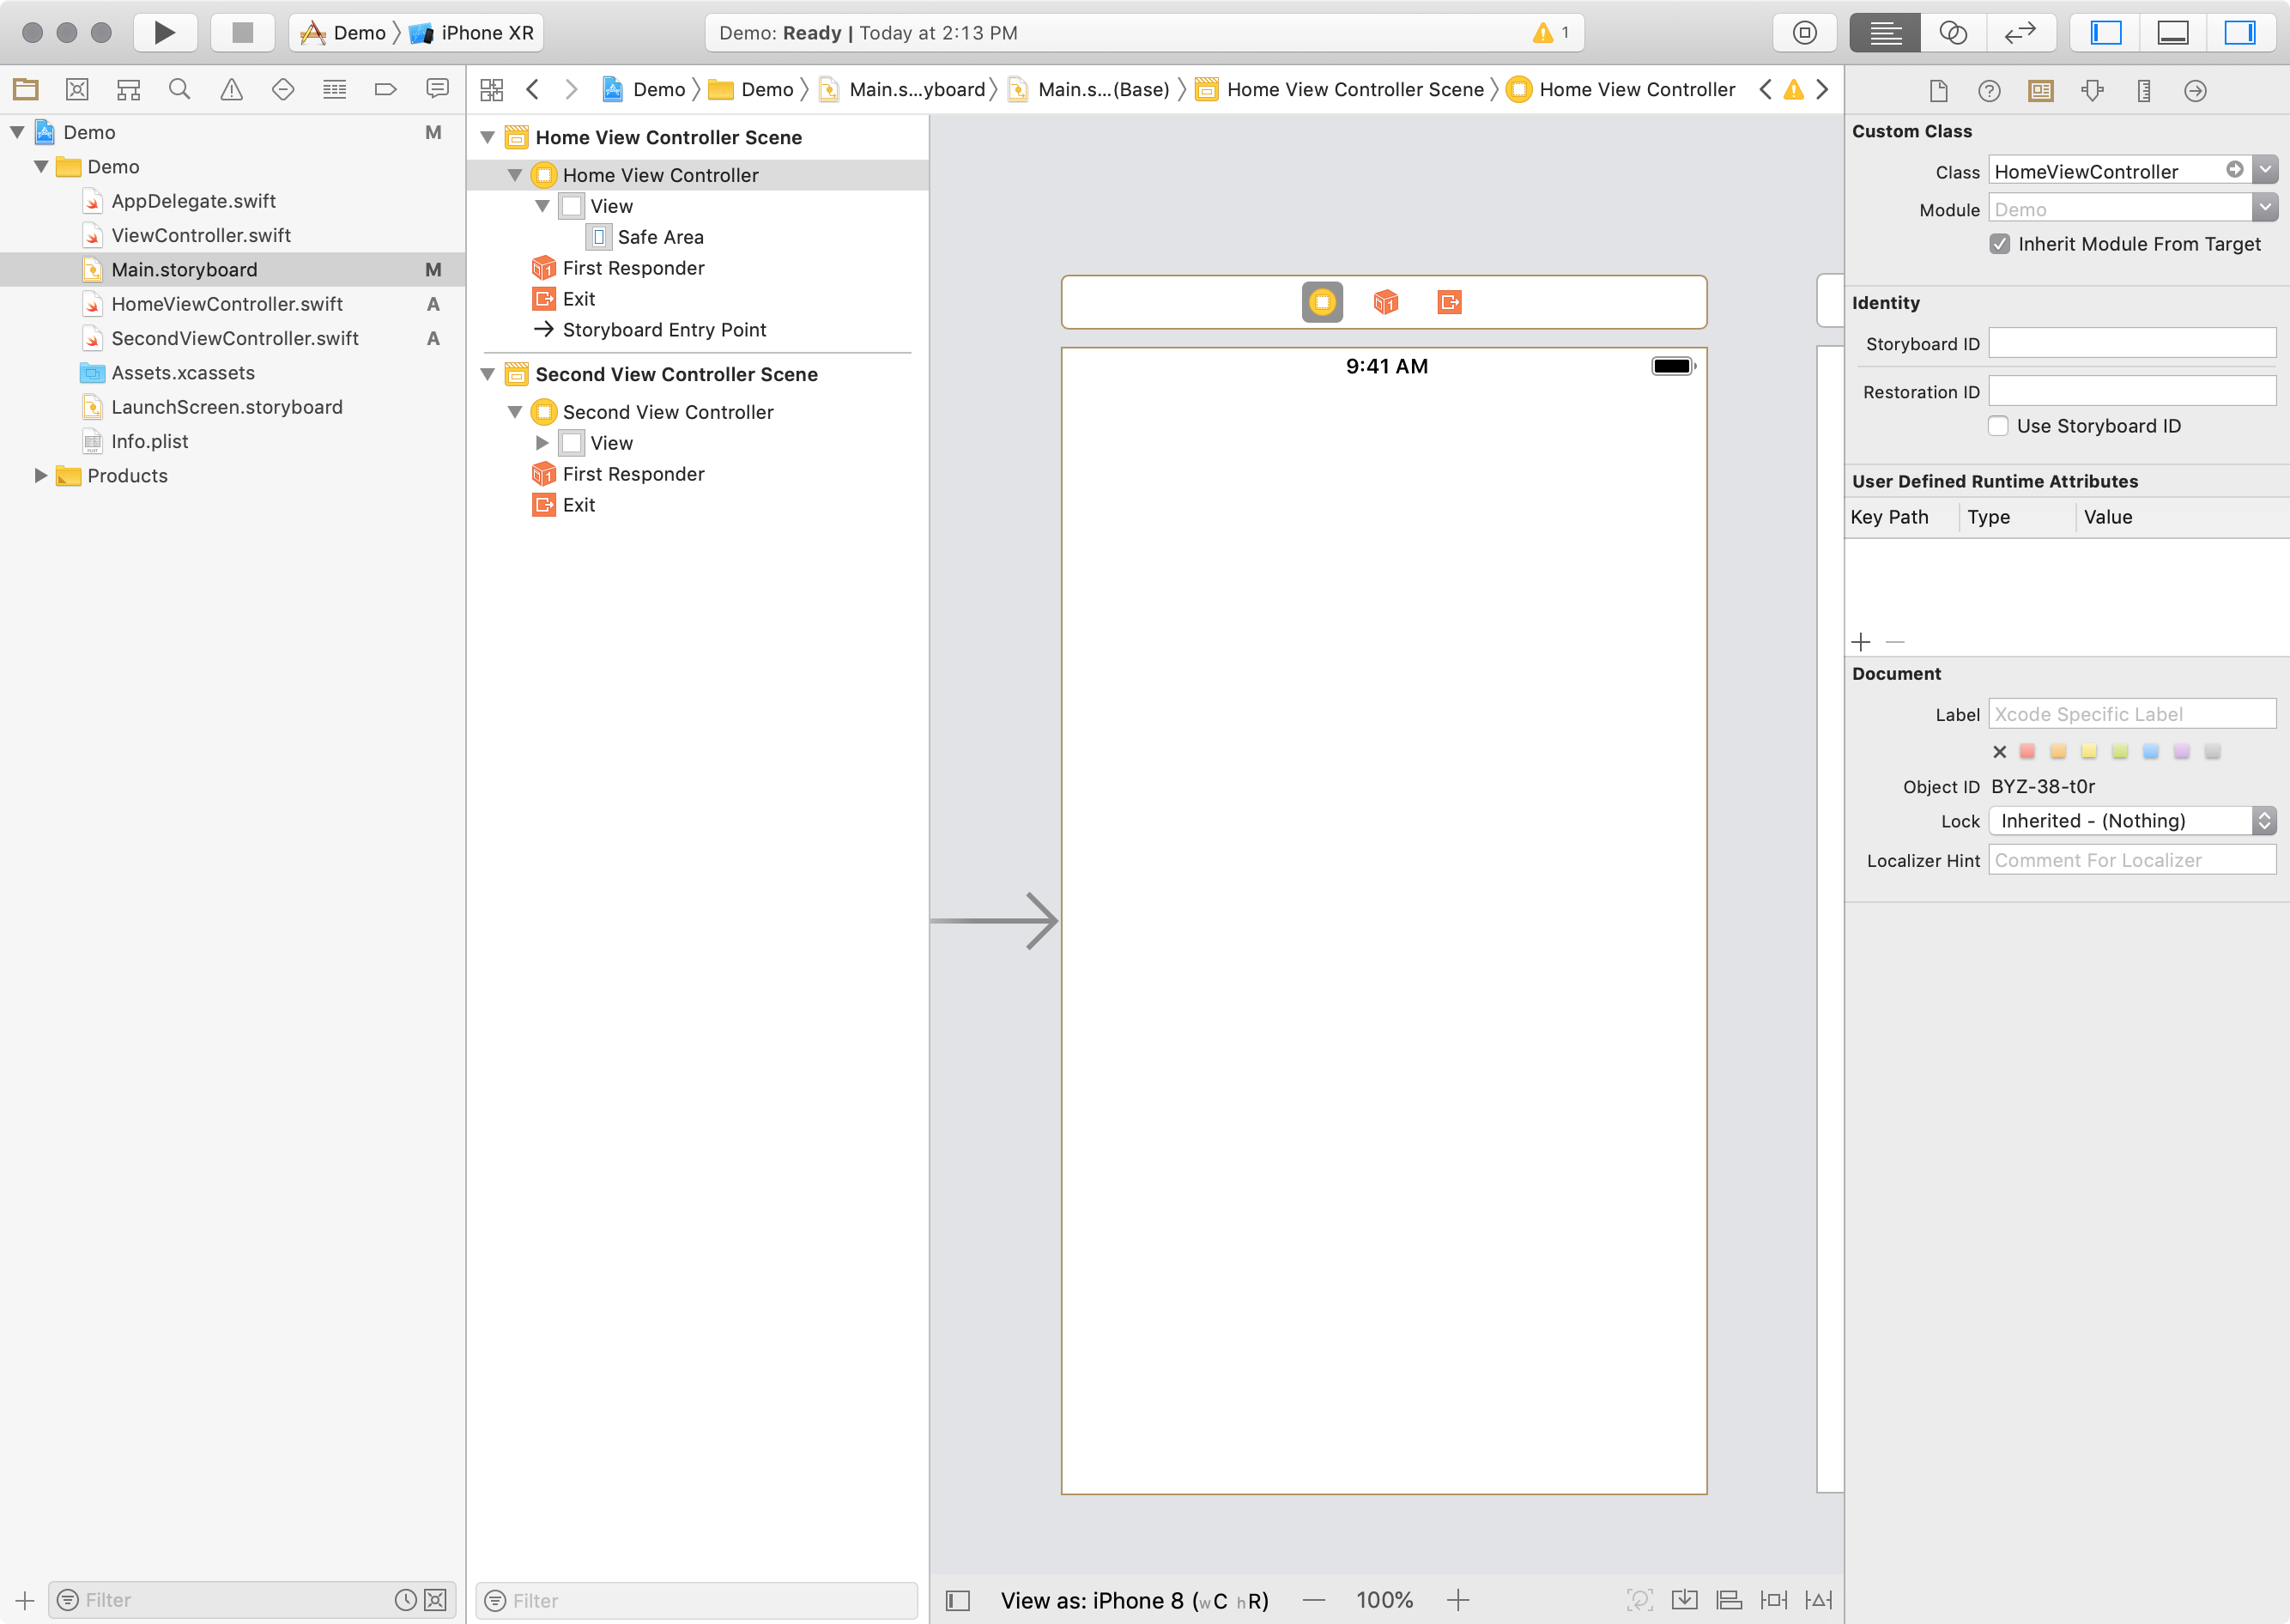 Demo 〉 iPhone XR
Demo: Ready | Today at 2:13 PM
1
Demo 〉 Demo 〉 Main.s...yboard 〉 Main.s...(Base) 〉 Home View Controller Scene 〉 Home View Controller
Demo M
Demo
AppDelegate.swift
ViewController.swift
Main.storyboard M
HomeViewController.swift A
SecondViewController.swift A
Assets.xcassets
LaunchScreen.storyboard
Info.plist
Products
Filter
Home View Controller Scene
Home View Controller
View
Safe Area
First Responder
Exit
Storyboard Entry Point
Second View Controller Scene
Second View Controller
View
First Responder
Exit
Filter
9:41 AM
View as: iPhone 8 (wC hR)
100%
Custom Class
Class HomeViewController
Module Demo
Inherit Module From Target
Identity
Storyboard ID
Restoration ID
Use Storyboard ID
User Defined Runtime Attributes
Key Path Type Value
Document
Label Xcode Specific Label
Object ID BYZ-38-t0r
Lock Inherited - (Nothing)
Localizer Hint Comment For Localizer